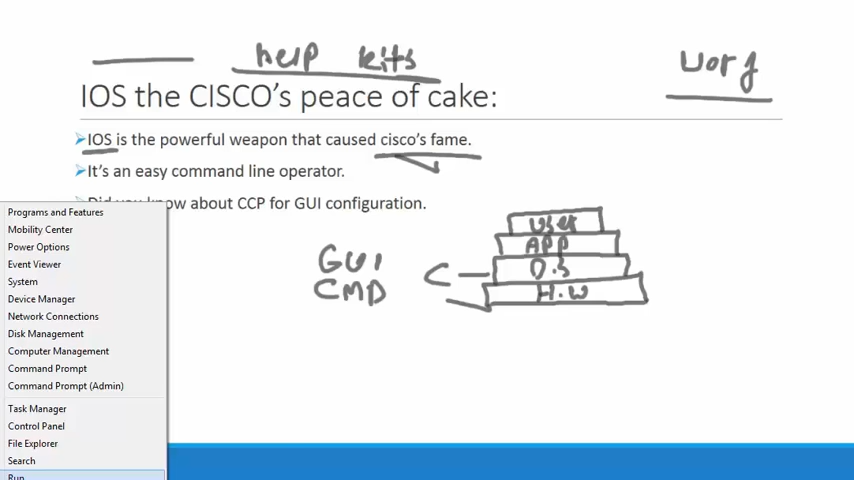 help kits
IOS the CISCO's peace of cake:
IOS is the powerful weapon that caused cisco's fame.
It's an easy command line operator.
Did you know about CCP for GUI configuration.
GUI
CMD
C
User
APP
O.S
H.W
Programs and Features
Mobility Center
Power Options
Event Viewer
System
Device Manager
Network Connections
Disk Management
Computer Management
Command Prompt
Command Prompt (Admin)
Task Manager
Control Panel
File Explorer
Search
Run